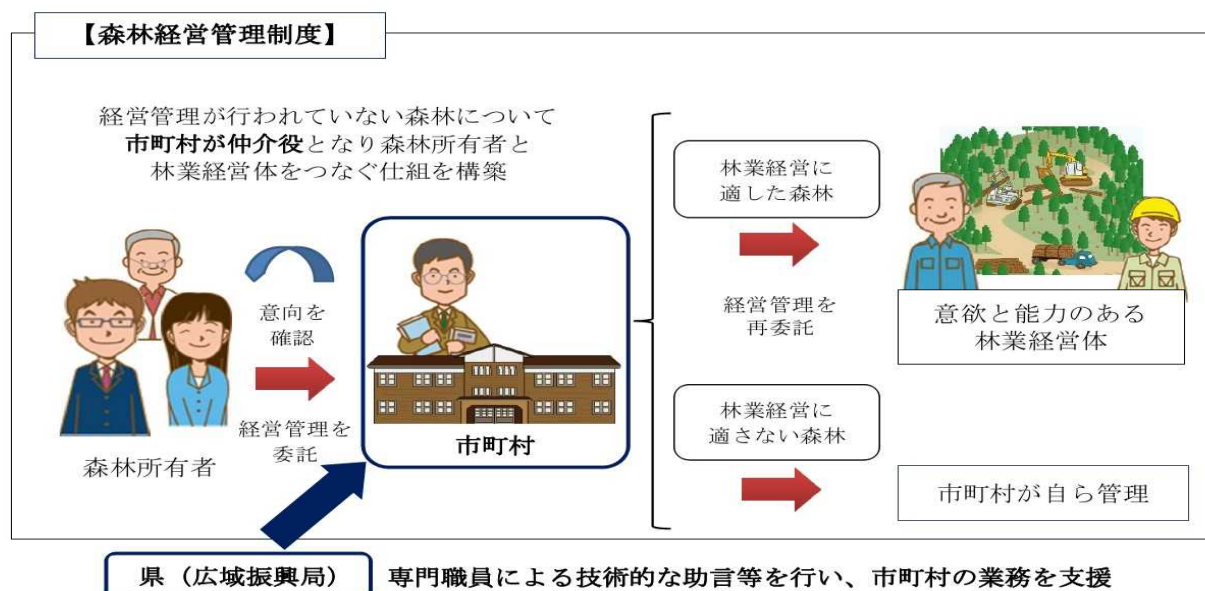 【森林経営管理制度】
経営管理が行われていない森林について
市町村が仲介役となり森林所有者と
林業経営体をつなぐ仕組を構築
意向を
確認
経営管理を
委託
森林所有者
市町村
林業経営に
適した森林
経営管理を
再委託
意欲と能力のある
林業経営体
林業経営に
適さない森林
市町村が自ら管理
県（広域振興局）
専門職員による技術的な助言等を行い、市町村の業務を支援